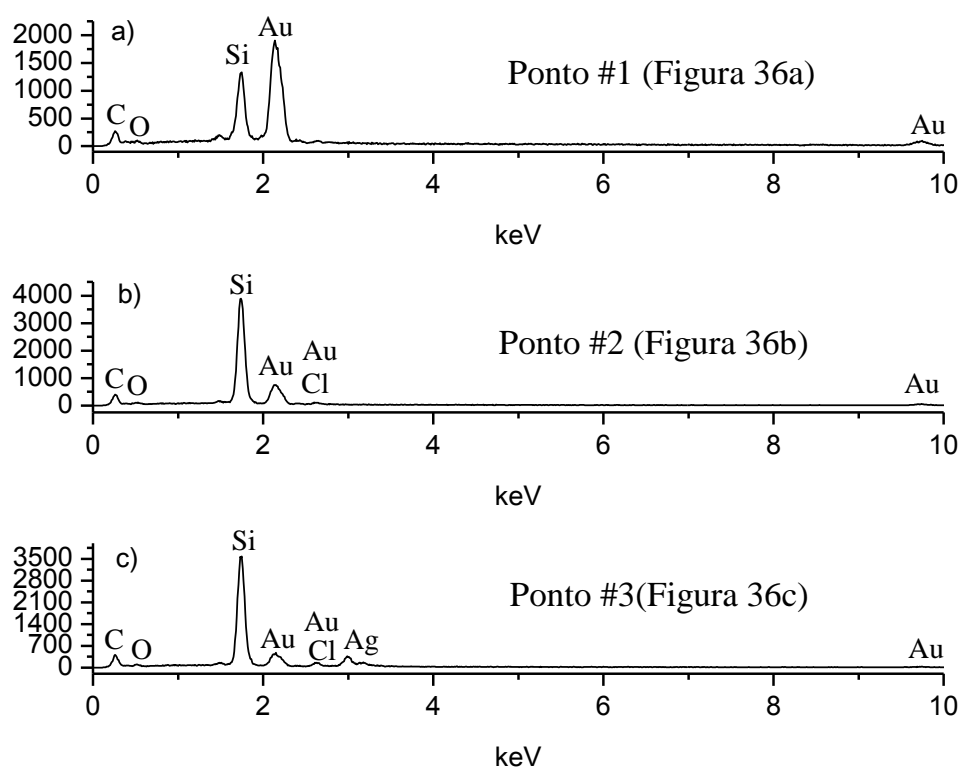 a)
2000
1500
1000
500
0
C
O
Si
Au
Ponto #1 (Figura 36a)
Au
0 2 4 6 8 10
keV
b)
4000
3000
2000
1000
0
C
O
Si
Au
Au
Cl
Ponto #2 (Figura 36b)
Au
0 2 4 6 8 10
keV
c)
3500
2800
2100
1400
700
0
C
O
Si
Au
Au
Cl
Ag
Ponto #3(Figura 36c)
Au
0 2 4 6 8 10
keV